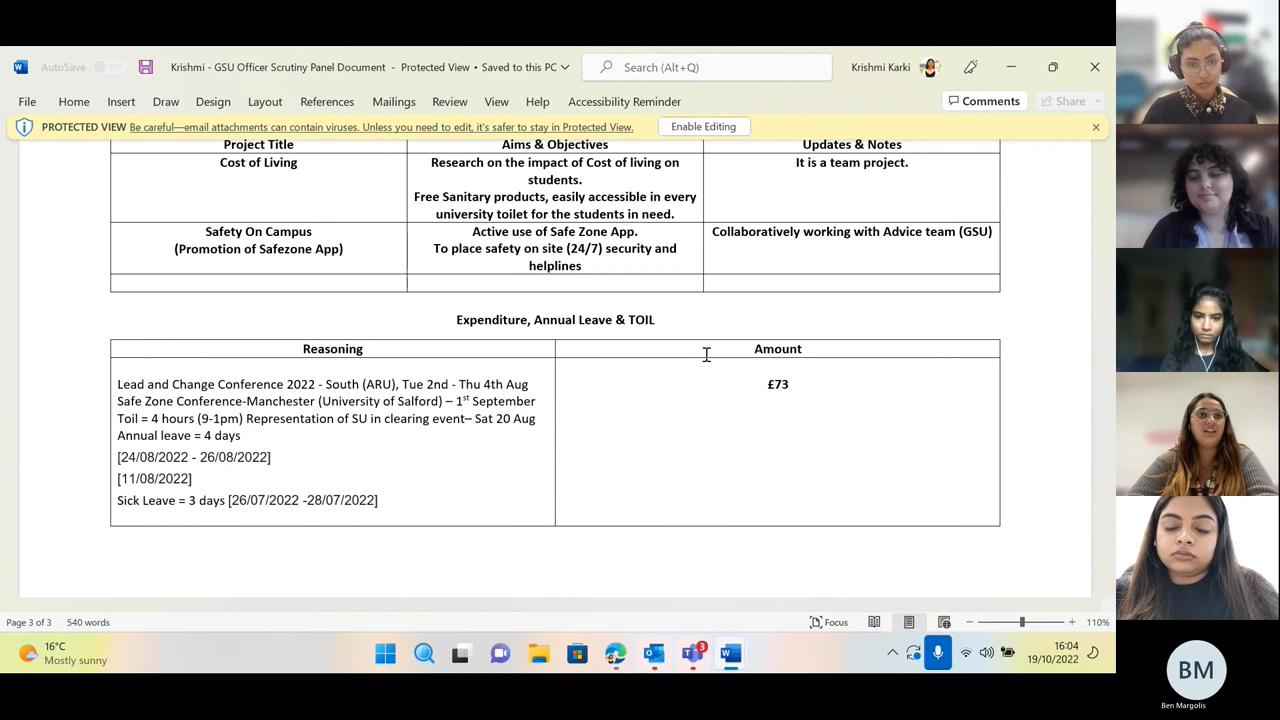 AutoSave Off
Krishmi - GSU Officer Scrutiny Panel Document - Protected View • Saved to this PC
Search (Alt+Q)
Krishmi Karki
File Home Insert Draw Design Layout References Mailings Review View Help Accessibility Reminder
Comments Share
PROTECTED VIEW Be careful—email attachments can contain viruses. Unless you need to edit, it's safer to stay in Protected View. Enable Editing
Project Title Aims & Objectives Updates & Notes
Cost of Living Research on the impact of Cost of living on It is a team project.
students.
Free Sanitary products, easily accessible in every
university toilet for the students in need.
Safety On Campus Active use of Safe Zone App. Collaboratively working with Advice team (GSU)
(Promotion of Safezone App) To place safety on site (24/7) security and
helplines
Expenditure, Annual Leave & TOIL
Reasoning Amount
Lead and Change Conference 2022 - South (ARU), Tue 2nd - Thu 4th Aug £73
Safe Zone Conference-Manchester (University of Salford) – 1st September
Toil = 4 hours (9-1pm) Representation of SU in clearing event– Sat 20 Aug
Annual leave = 4 days
[24/08/2022 - 26/08/2022]
[11/08/2022]
Sick Leave = 3 days [26/07/2022 -28/07/2022]
Page 3 of 3 540 words Focus 110%
16°C
Mostly sunny
3
16:04
19/10/2022
BM
Ben Margolis